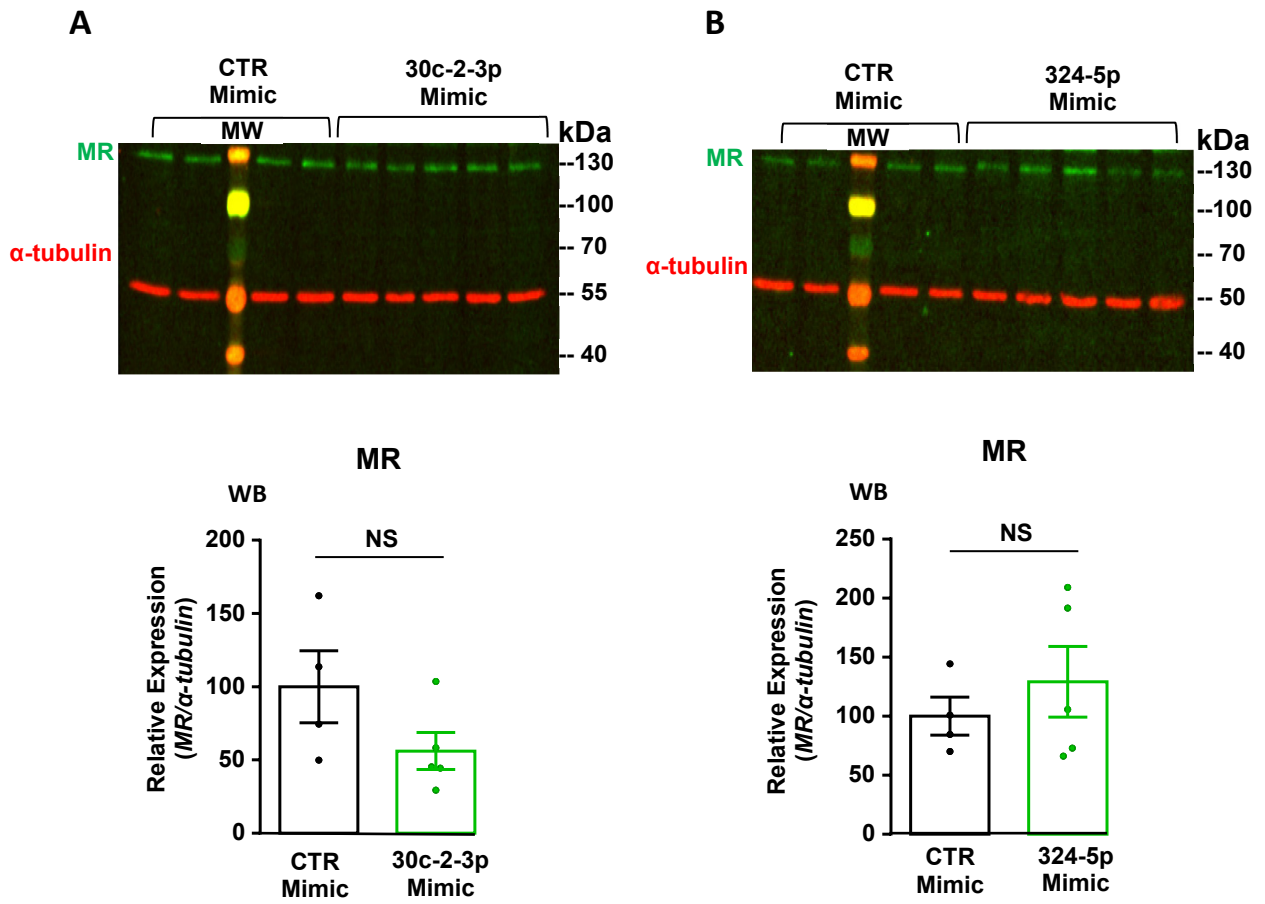 A
CTR
Mimic
30c-2-3p
Mimic
MW
kDa
MR
--130
--100
-- 70
α-tubulin
-- 55
-- 40
MR
WB
Relative Expression
(MR/α-tubulin)
200
150
100
50
0
NS
CTR
Mimic
30c-2-3p
Mimic
B
CTR
Mimic
324-5p
Mimic
MW
kDa
MR
--130
--100
-- 70
α-tubulin
-- 50
-- 40
MR
WB
Relative Expression
(MR/α-tubulin)
250
200
150
100
50
0
NS
CTR
Mimic
324-5p
Mimic